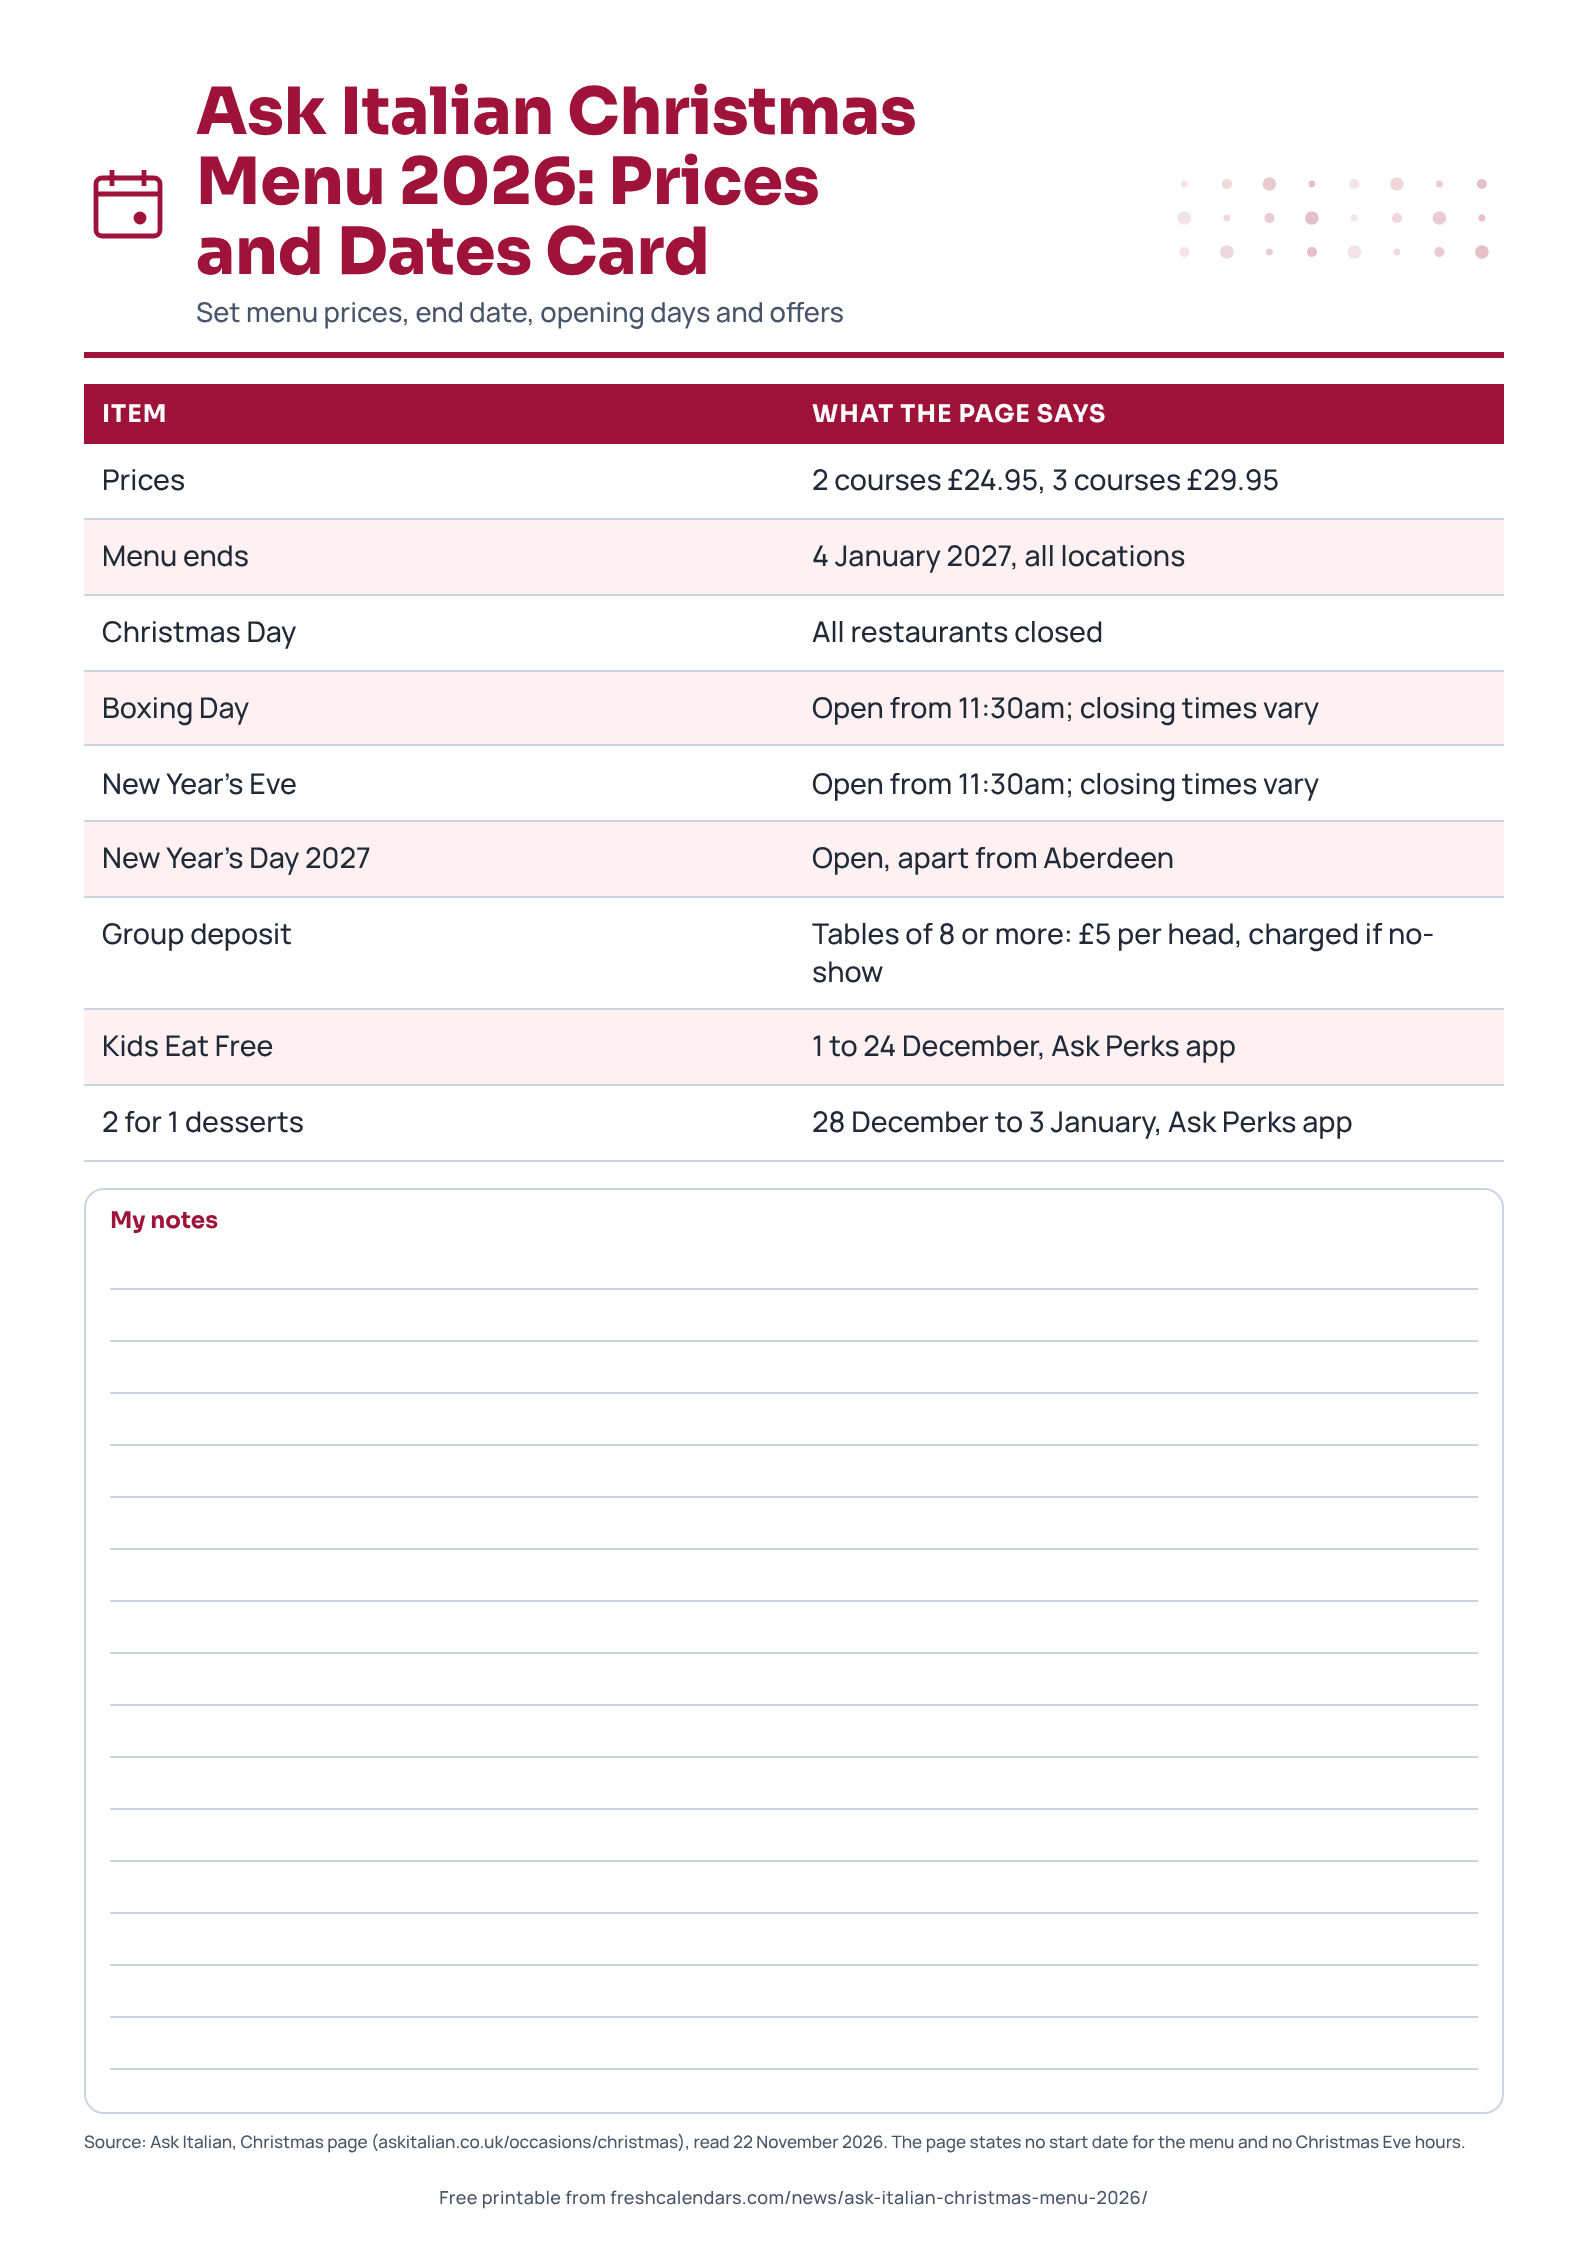 Ask Italian Christmas
Menu 2026: Prices
and Dates Card
Set menu prices, end date, opening days and offers
ITEM WHAT THE PAGE SAYS
Prices 2 courses £24.95, 3 courses £29.95
Menu ends 4 January 2027, all locations
Christmas Day All restaurants closed
Boxing Day Open from 11:30am; closing times vary
New Year’s Eve Open from 11:30am; closing times vary
New Year’s Day 2027 Open, apart from Aberdeen
Group deposit Tables of 8 or more: £5 per head, charged if no-
show
Kids Eat Free 1 to 24 December, Ask Perks app
2 for 1 desserts 28 December to 3 January, Ask Perks app
My notes
Source: Ask Italian, Christmas page (askitalian.co.uk/occasions/christmas), read 22 November 2026. The page states no start date for the menu and no Christmas Eve hours.
Free printable from freshcalendars.com/news/ask-italian-christmas-menu-2026/